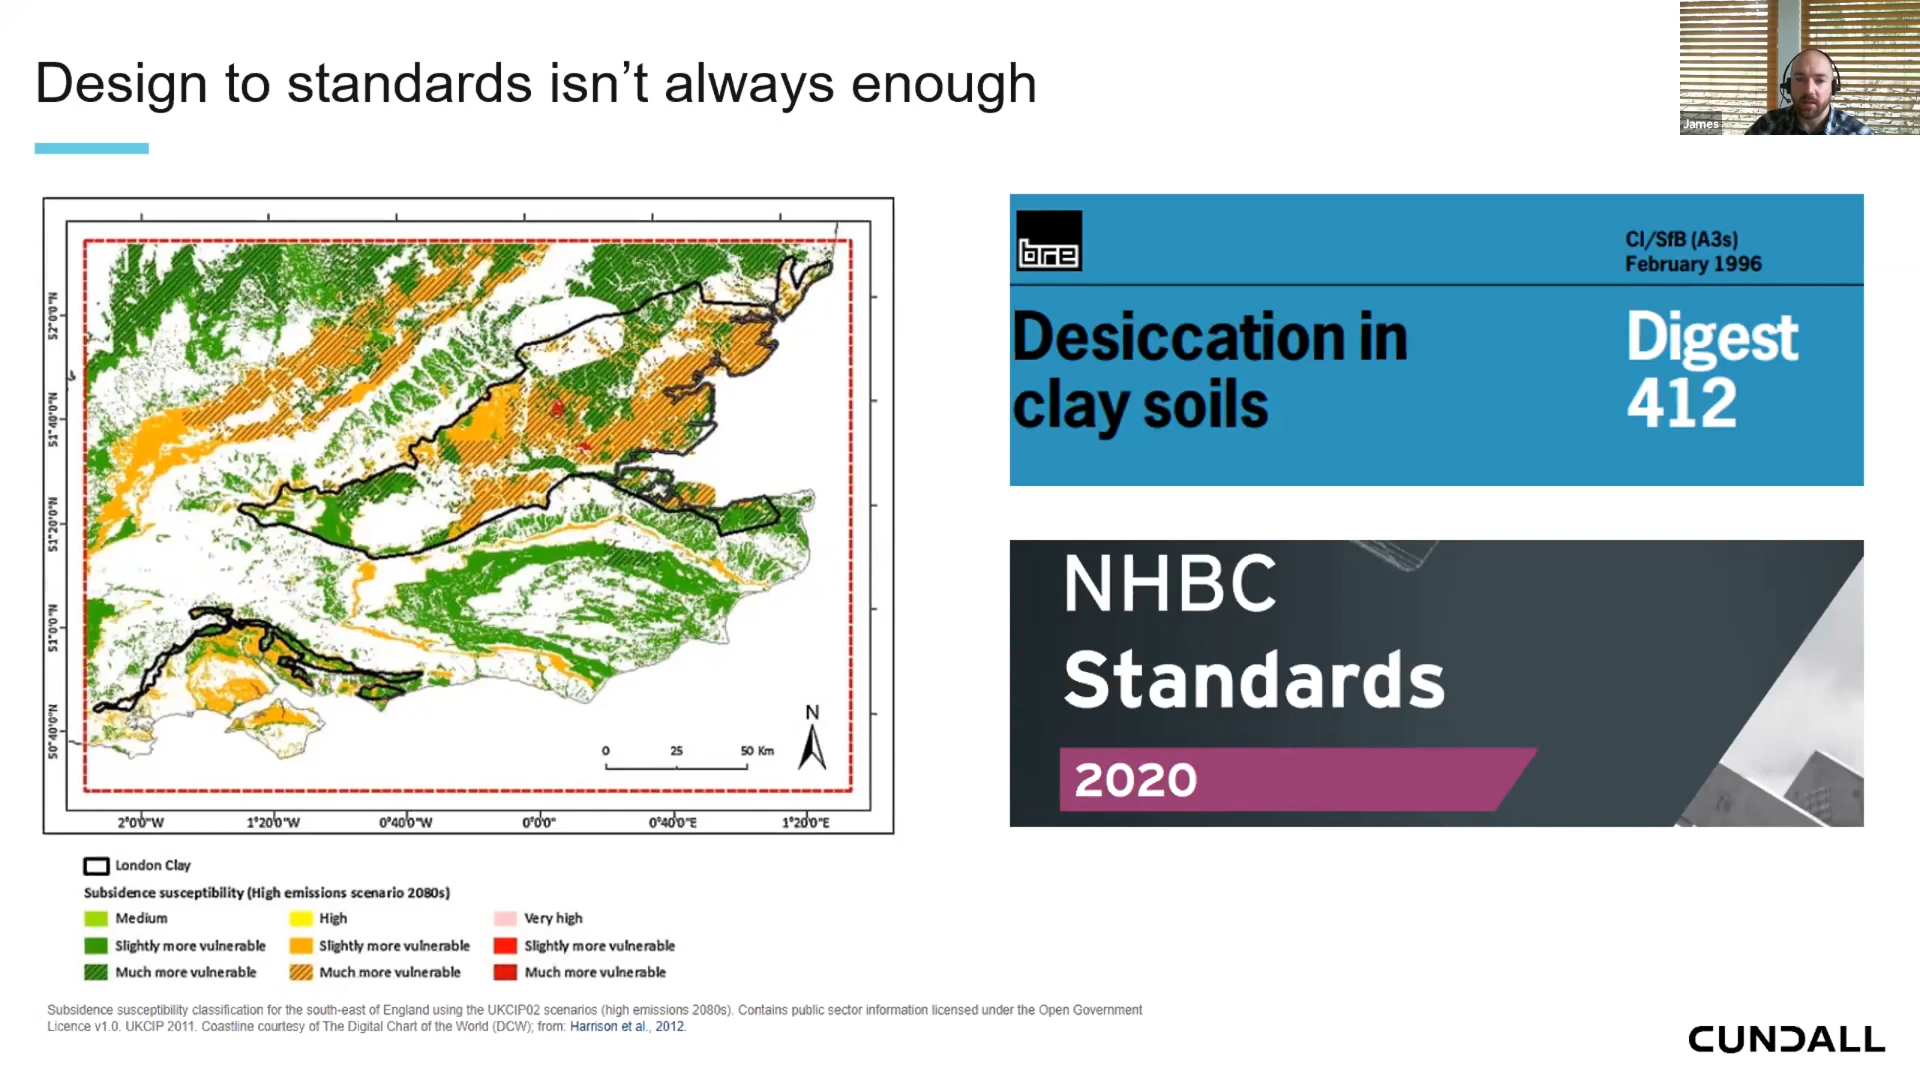 Design to standards isn't always enough
James
52°0'0"N
51°40'0"N
51°20'0"N
51°0'0"N
50°40'0"N
N
0 25 50 Km
2°0'0"W 1°20'0"W 0°40'0"W 0°0'0" 0°40'0"E 1°20'0"E
London Clay
Subsidence susceptibility (High emissions scenario 2080s)
Medium High Very high
Slightly more vulnerable Slightly more vulnerable Slightly more vulnerable
Much more vulnerable Much more vulnerable Much more vulnerable
Subsidence susceptibility classification for the south-east of England using the UKCIP02 scenarios (high emissions 2080s). Contains public sector information licensed under the Open Government
Licence v1.0. UKCIP 2011. Coastline courtesy of The Digital Chart of the World (DCW); from: Harrison et al., 2012.
bre
CI/SfB (A3s)
February 1996
Desiccation in
clay soils
Digest
412
NHBC
Standards
2020
CUNDALL